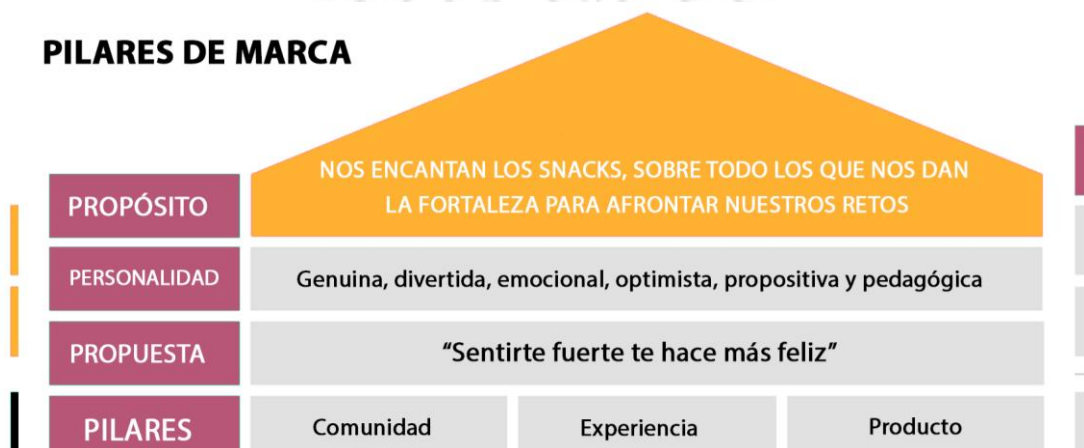 PILARES DE MARCA
PROPÓSITO
NOS ENCANTAN LOS SNACKS, SOBRE TODO LOS QUE NOS DAN
LA FORTALEZA PARA AFRONTAR NUESTROS RETOS
PERSONALIDAD
Genuina, divertida, emocional, optimista, propositiva y pedagógica
PROPUESTA
“Sentirte fuerte te hace más feliz”
PILARES
Comunidad
Experiencia
Producto